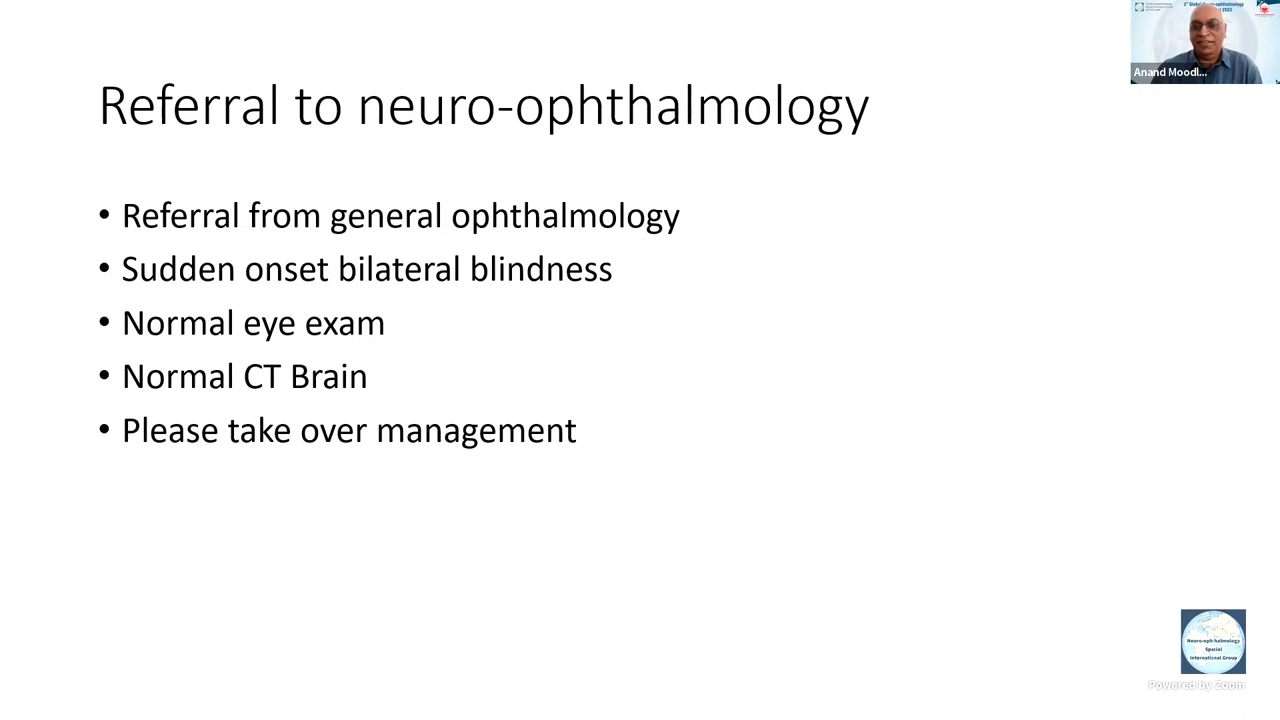 Anand Moodl...
Referral to neuro-ophthalmology
• Referral from general ophthalmology
• Sudden onset bilateral blindness
• Normal eye exam
• Normal CT Brain
• Please take over management
Neuro-ophthalmology
Special
International Group
Powered by Zoom